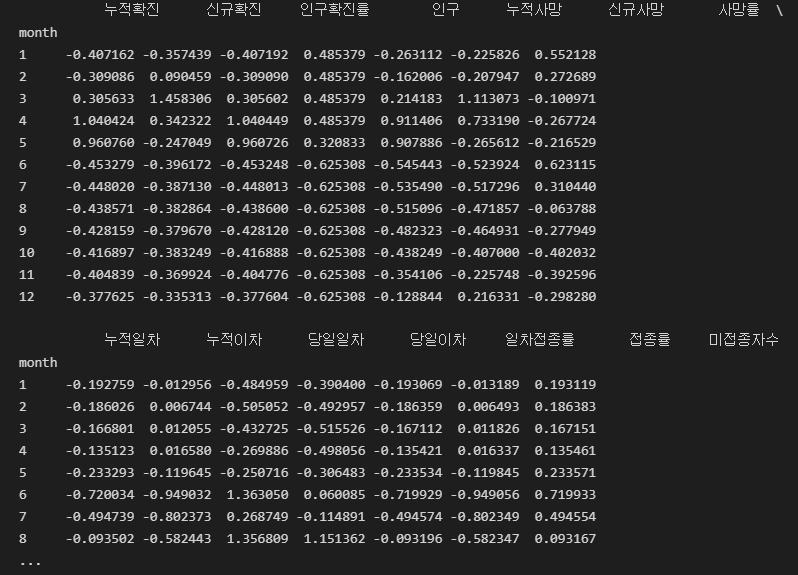 누적확진 신규확진 인구확진률 인구 누적사망 신규사망 사망률 \
month
1 -0.407162 -0.357439 -0.407192 0.485379 -0.263112 -0.225826 0.552128
2 -0.309086 0.090459 -0.309090 0.485379 -0.162006 -0.207947 0.272689
3 0.305633 1.458306 0.305602 0.485379 0.214183 1.113073 -0.100971
4 1.040424 0.342322 1.040449 0.485379 0.911406 0.733190 -0.267724
5 0.960760 -0.247049 0.960726 0.320833 0.907886 -0.265612 -0.216529
6 -0.453279 -0.396172 -0.453248 -0.625308 -0.545443 -0.523924 0.623115
7 -0.448020 -0.387130 -0.448013 -0.625308 -0.535490 -0.517296 0.310440
8 -0.438571 -0.382864 -0.438600 -0.625308 -0.515096 -0.471857 -0.063788
9 -0.428159 -0.379670 -0.428120 -0.625308 -0.482323 -0.464931 -0.277949
10 -0.416897 -0.383249 -0.416888 -0.625308 -0.438249 -0.407000 -0.402032
11 -0.404839 -0.369924 -0.404776 -0.625308 -0.354106 -0.225748 -0.392596
12 -0.377625 -0.335313 -0.377604 -0.625308 -0.128844 0.216331 -0.298280
누적일차 누적이차 당일일차 당일이차 일차접종률 접종률 미접종자수
month
1 -0.192759 -0.012956 -0.484959 -0.390400 -0.193069 -0.013189 0.193119
2 -0.186026 0.006744 -0.505052 -0.492957 -0.186359 0.006493 0.186383
3 -0.166801 0.012055 -0.432725 -0.515526 -0.167112 0.011826 0.167151
4 -0.135123 0.016580 -0.269886 -0.498056 -0.135421 0.016337 0.135461
5 -0.233293 -0.119645 -0.250716 -0.306483 -0.233534 -0.119845 0.233571
6 -0.720034 -0.949032 1.363050 0.060085 -0.719929 -0.949056 0.719933
7 -0.494739 -0.802373 0.268749 -0.114891 -0.494574 -0.802349 0.494554
8 -0.093502 -0.582443 1.356809 1.151362 -0.093196 -0.582347 0.093167
...